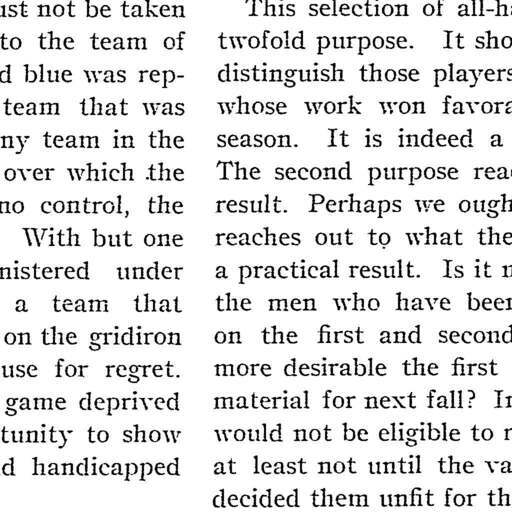 ust not be taken
to the team of
d blue was rep-
team that was
ny team in the
over which the
no control, the
With but one
nistered under
a team that
on the gridiron
use for regret.
game deprived
tunity to show
d handicapped
This selection of all-ha
twofold purpose. It sho
distinguish those players
whose work won favora
season. It is indeed a
The second purpose rea
result. Perhaps we ough
reaches out to what the
a practical result. Is it n
the men who have been
on the first and second
more desirable the first
material for next fall? In
would not be eligible to r
at least not until the va
decided them unfit for th